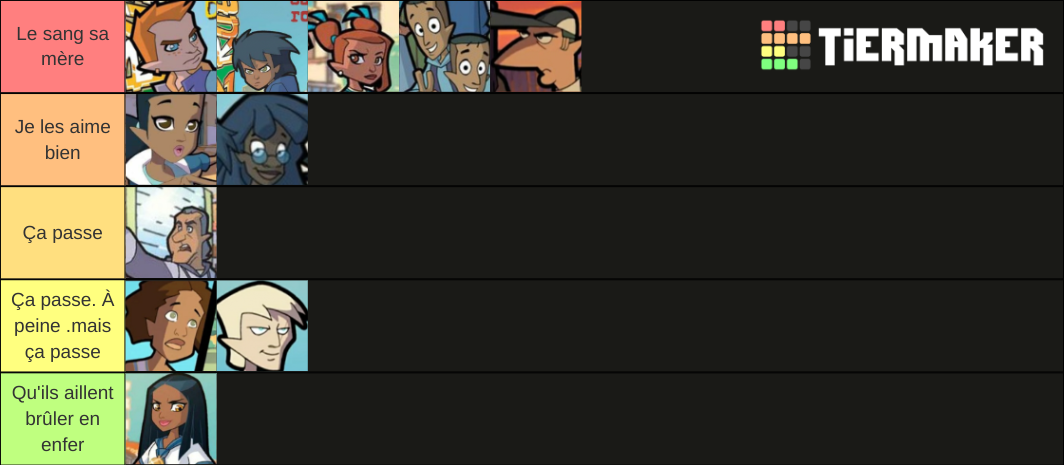 Le sang sa
mère
TiERMAKER
Je les aime
bien
Ça passe
Ça passe. À
peine .mais
ça passe
Qu'ils aillent
brûler en
enfer